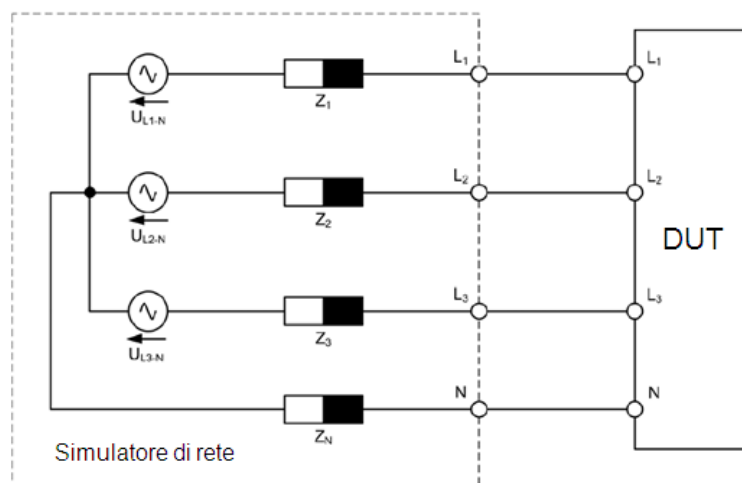 L1
L1
Z1
UL1-N
L2
L2
Z2
UL2-N
DUT
L3
L3
Z3
UL3-N
N
N
ZN
Simulatore di rete